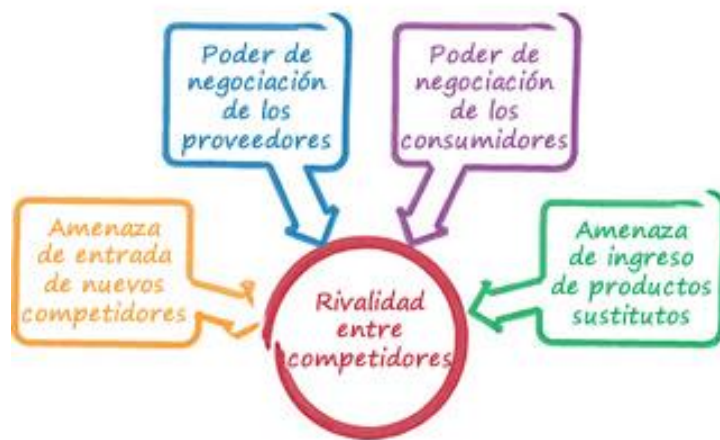 Poder de
negociación
de los
proveedores
Poder de
negociación
de los
consumidores
Amenaza
de entrada
de nuevos
competidores
Rivalidad
entre
competidores
Amenaza
de ingreso
de productos
sustitutos